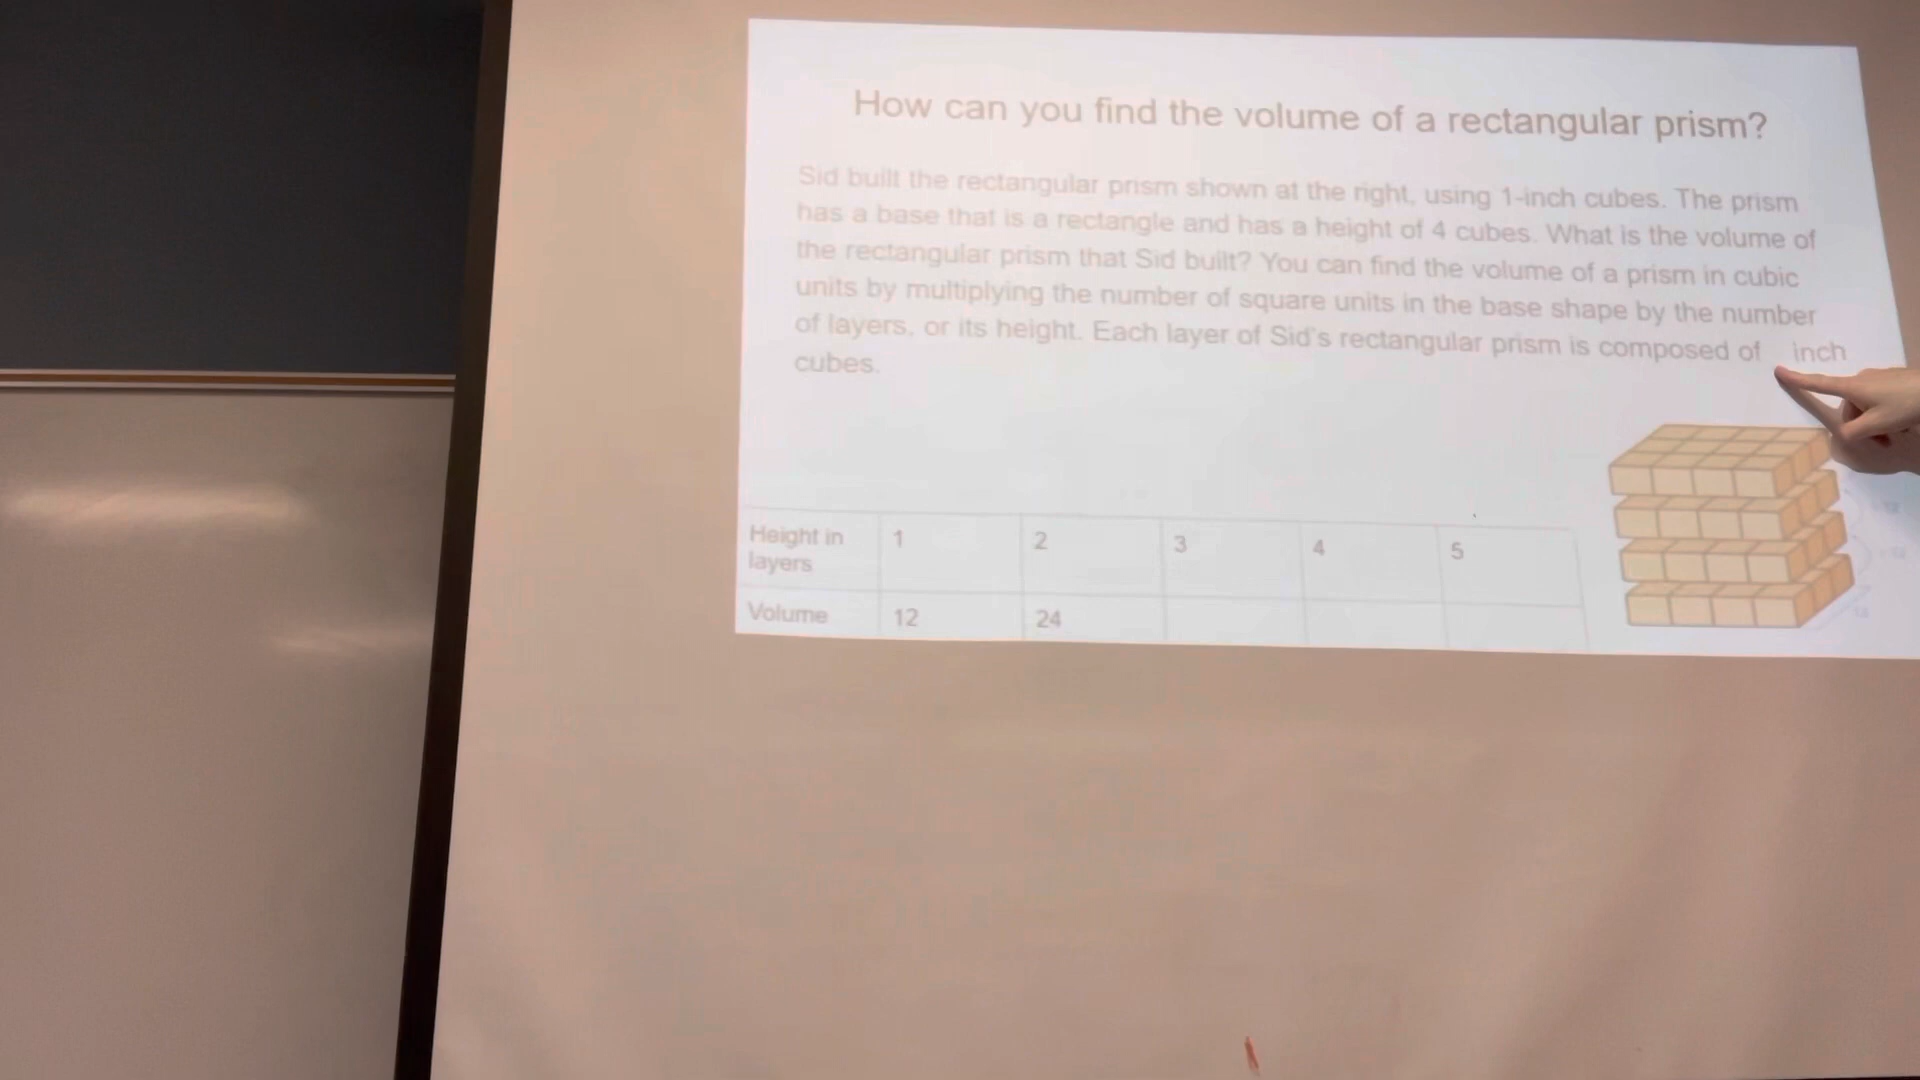 How can you find the volume of a rectangular prism?
Sid built the rectangular prism shown at the right, using 1-inch cubes. The prism
has a base that is a rectangle and has a height of 4 cubes. What is the volume of
the rectangular prism that Sid built? You can find the volume of a prism in cubic
units by multiplying the number of square units in the base shape by the number
of layers, or its height. Each layer of Sid's rectangular prism is composed of inch
cubes.
Height in layers 1 2 3 4 5
Volume 12 24